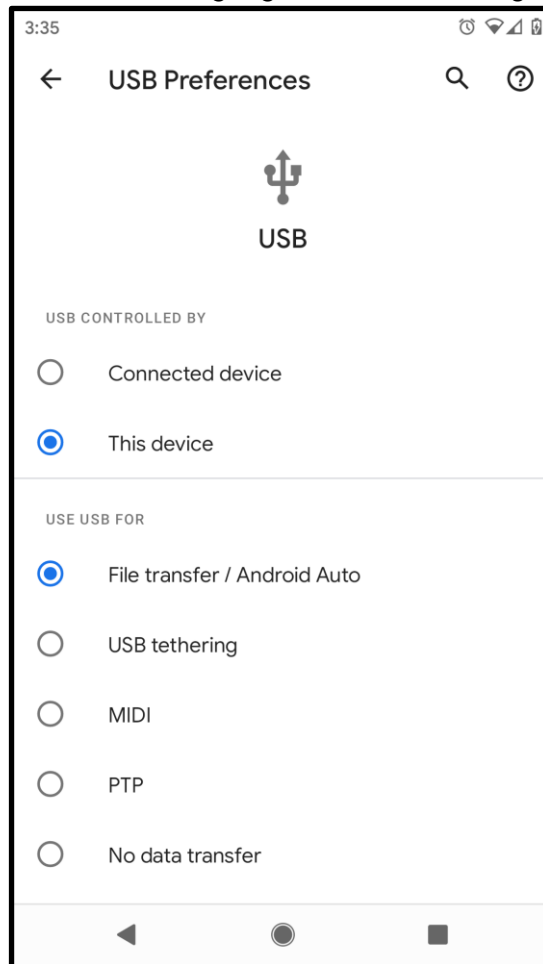 3:35
USB Preferences
USB
USB CONTROLLED BY
Connected device
This device
USE USB FOR
File transfer / Android Auto
USB tethering
MIDI
PTP
No data transfer